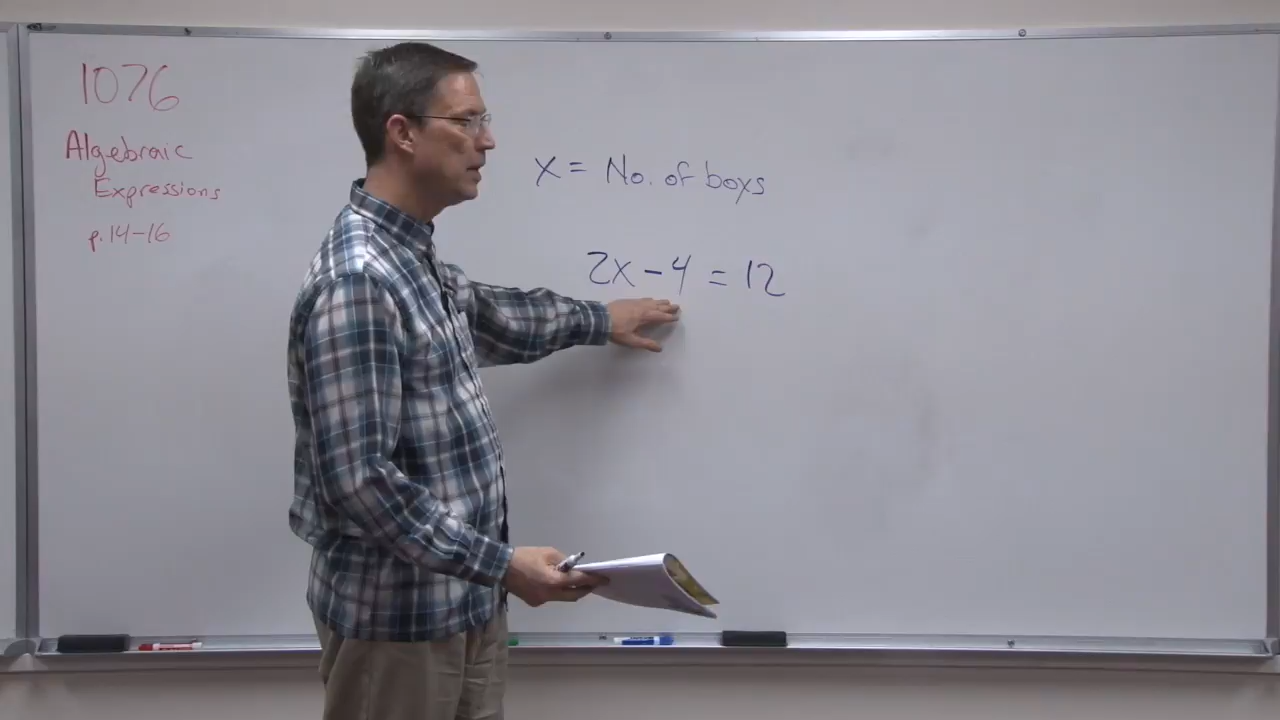 1076
Algebraic
Expressions
p.14-16
x = No. of boys
2x - 4 = 12